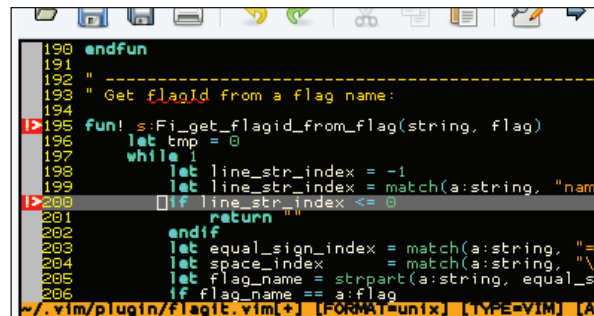 190 endfun
191
192 " -----------------------------------------------------
193 " Get flagId from a flag name:
194
!>195 fun! s:Fi_get_flagid_from_flag(string, flag)
196 let tmp = 0
197 while 1
198 let line_str_index = -1
199 let line_str_index = match(a:string, "nam
!>200 if line_str_index <= 0
201 return ""
202 endif
203 let equal_sign_index = match(a:string, "=
204 let space_index = match(a:string, "\
205 let flag_name = strpart(a:string, equal_s
206 if flag_name == a:flag
~/.vim/plugin/flagit.vim[+] [FORMAT=unix] [TYPE=VIM] [A